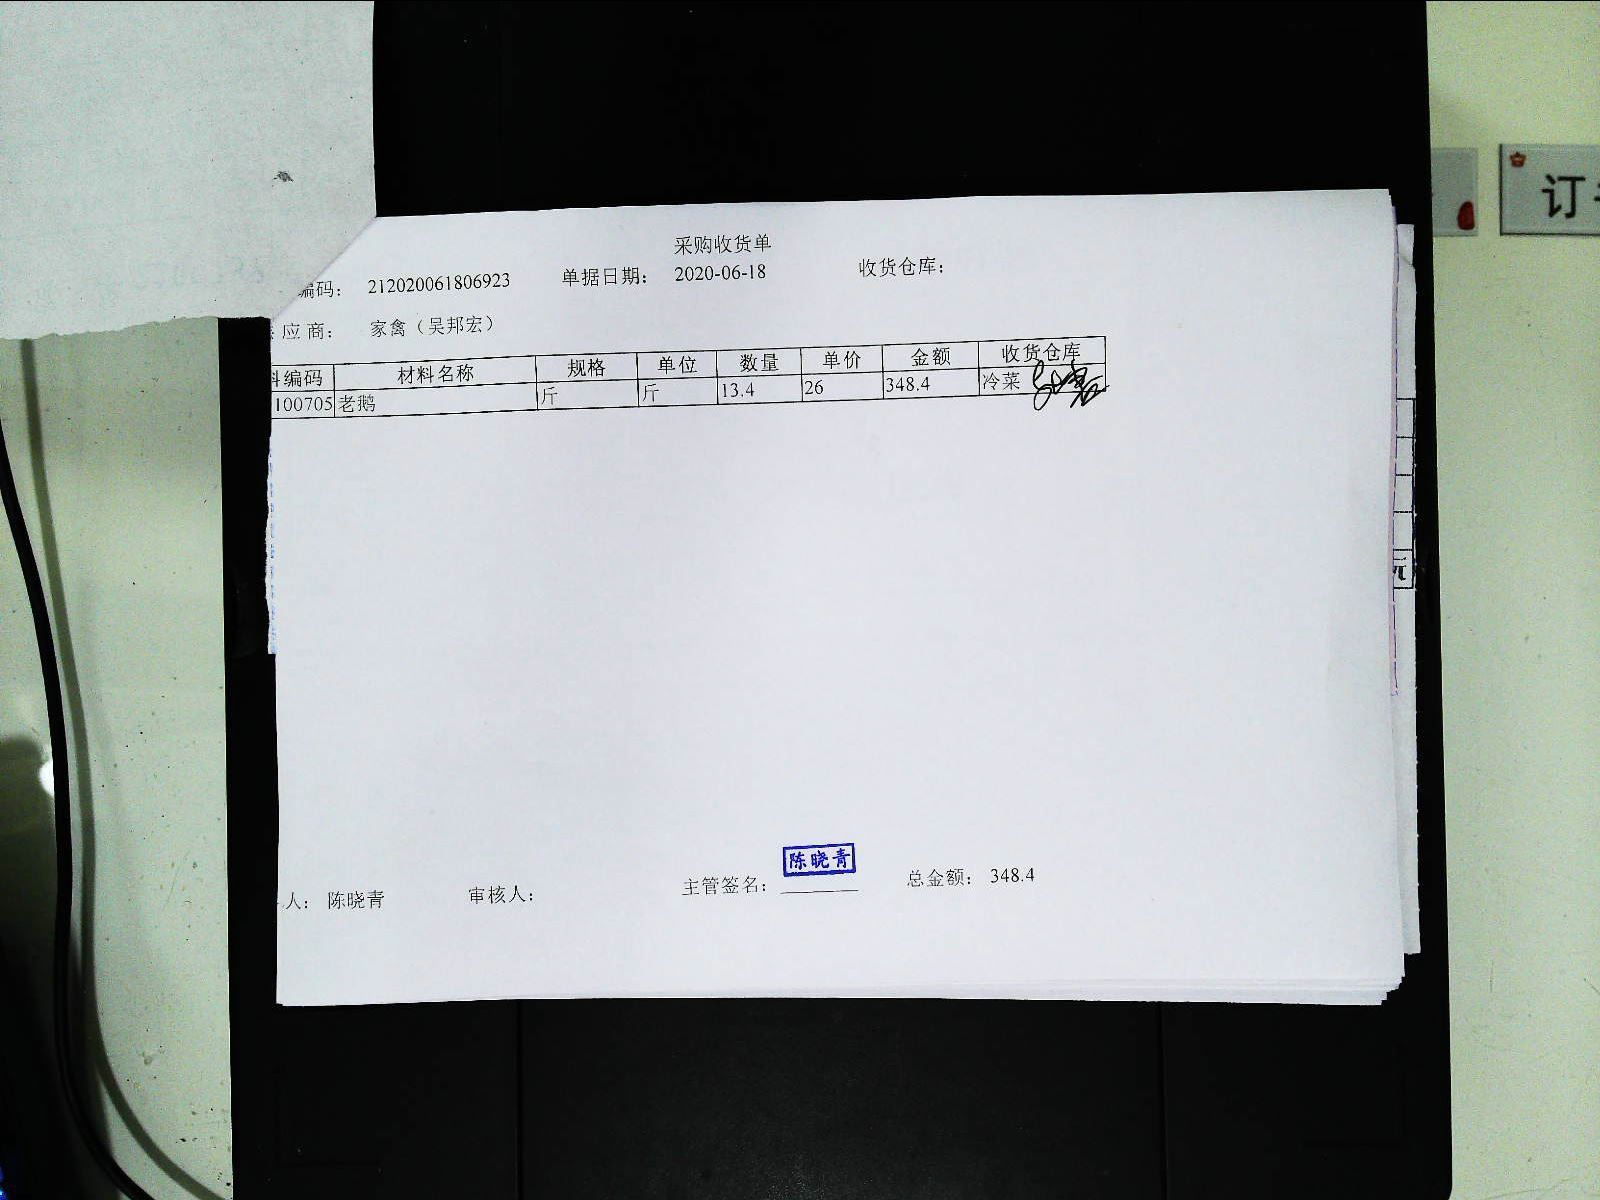 采购收货单
编码： 212020061806923 单据日期： 2020-06-18 收货仓库：
应商： 家禽（吴邦宏）
料编码 材料名称 规格 单位 数量 单价 金额 收货仓库
100705 老鹅 斤 斤 13.4 26 348.4 冷菜
人： 陈晓青 审核人： 主管签名： 陈晓青 总金额： 348.4
订
元